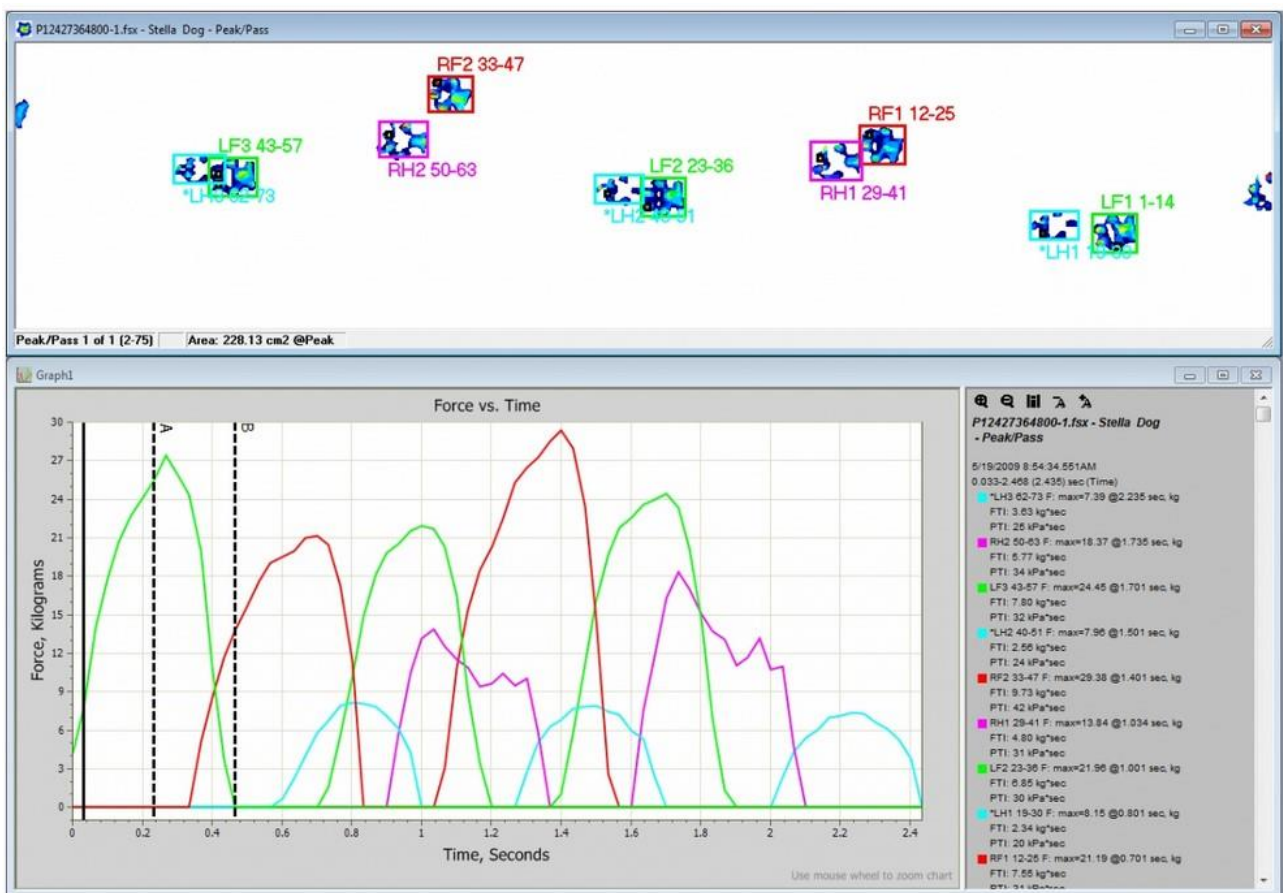 P12427364800-1.fsx - Stella Dog - Peak/Pass
RF2 33-47
RF1 12-25
LF3 43-57
LF2 23-36
RH2 50-63
RH1 29-41
LF1 1-14
*LH3 62-73
*LH2 40-51
*LH1
Peak/Pass 1 of 1 (2-75) Area: 228.13 cm2 @Peak
Graph1
Force vs. Time
A
B
30
27
24
21
18
15
12
9
6
3
0
Force, Kilograms
0 0.2 0.4 0.6 0.8 1 1.2 1.4 1.6 1.8 2 2.2 2.4
Time, Seconds
Use mouse wheel to zoom chart
P12427364800-1.fsx - Stella Dog
- Peak/Pass
5/19/2009 8:54:34.551AM
0.033-2.468 (2.435) sec (Time)
*LH3 62-73 F: max=7.39 @2.235 sec, kg
FTI: 3.63 kg*sec
PTI: 25 kPa*sec
RH2 50-63 F: max=18.37 @1.735 sec, kg
FTI: 5.77 kg*sec
PTI: 34 kPa*sec
LF3 43-57 F: max=24.45 @1.701 sec, kg
FTI: 7.80 kg*sec
PTI: 32 kPa*sec
*LH2 40-51 F: max=7.96 @1.501 sec, kg
FTI: 2.56 kg*sec
PTI: 24 kPa*sec
RF2 33-47 F: max=29.38 @1.401 sec, kg
FTI: 9.73 kg*sec
PTI: 42 kPa*sec
RH1 29-41 F: max=13.84 @1.034 sec, kg
FTI: 4.80 kg*sec
PTI: 31 kPa*sec
LF2 23-36 F: max=21.96 @1.001 sec, kg
FTI: 6.85 kg*sec
PTI: 30 kPa*sec
*LH1 19-30 F: max=8.15 @0.801 sec, kg
FTI: 2.34 kg*sec
PTI: 20 kPa*sec
RF1 12-25 F: max=21.19 @0.701 sec, kg
FTI: 7.55 kg*sec
PTI: 31 kPa*sec